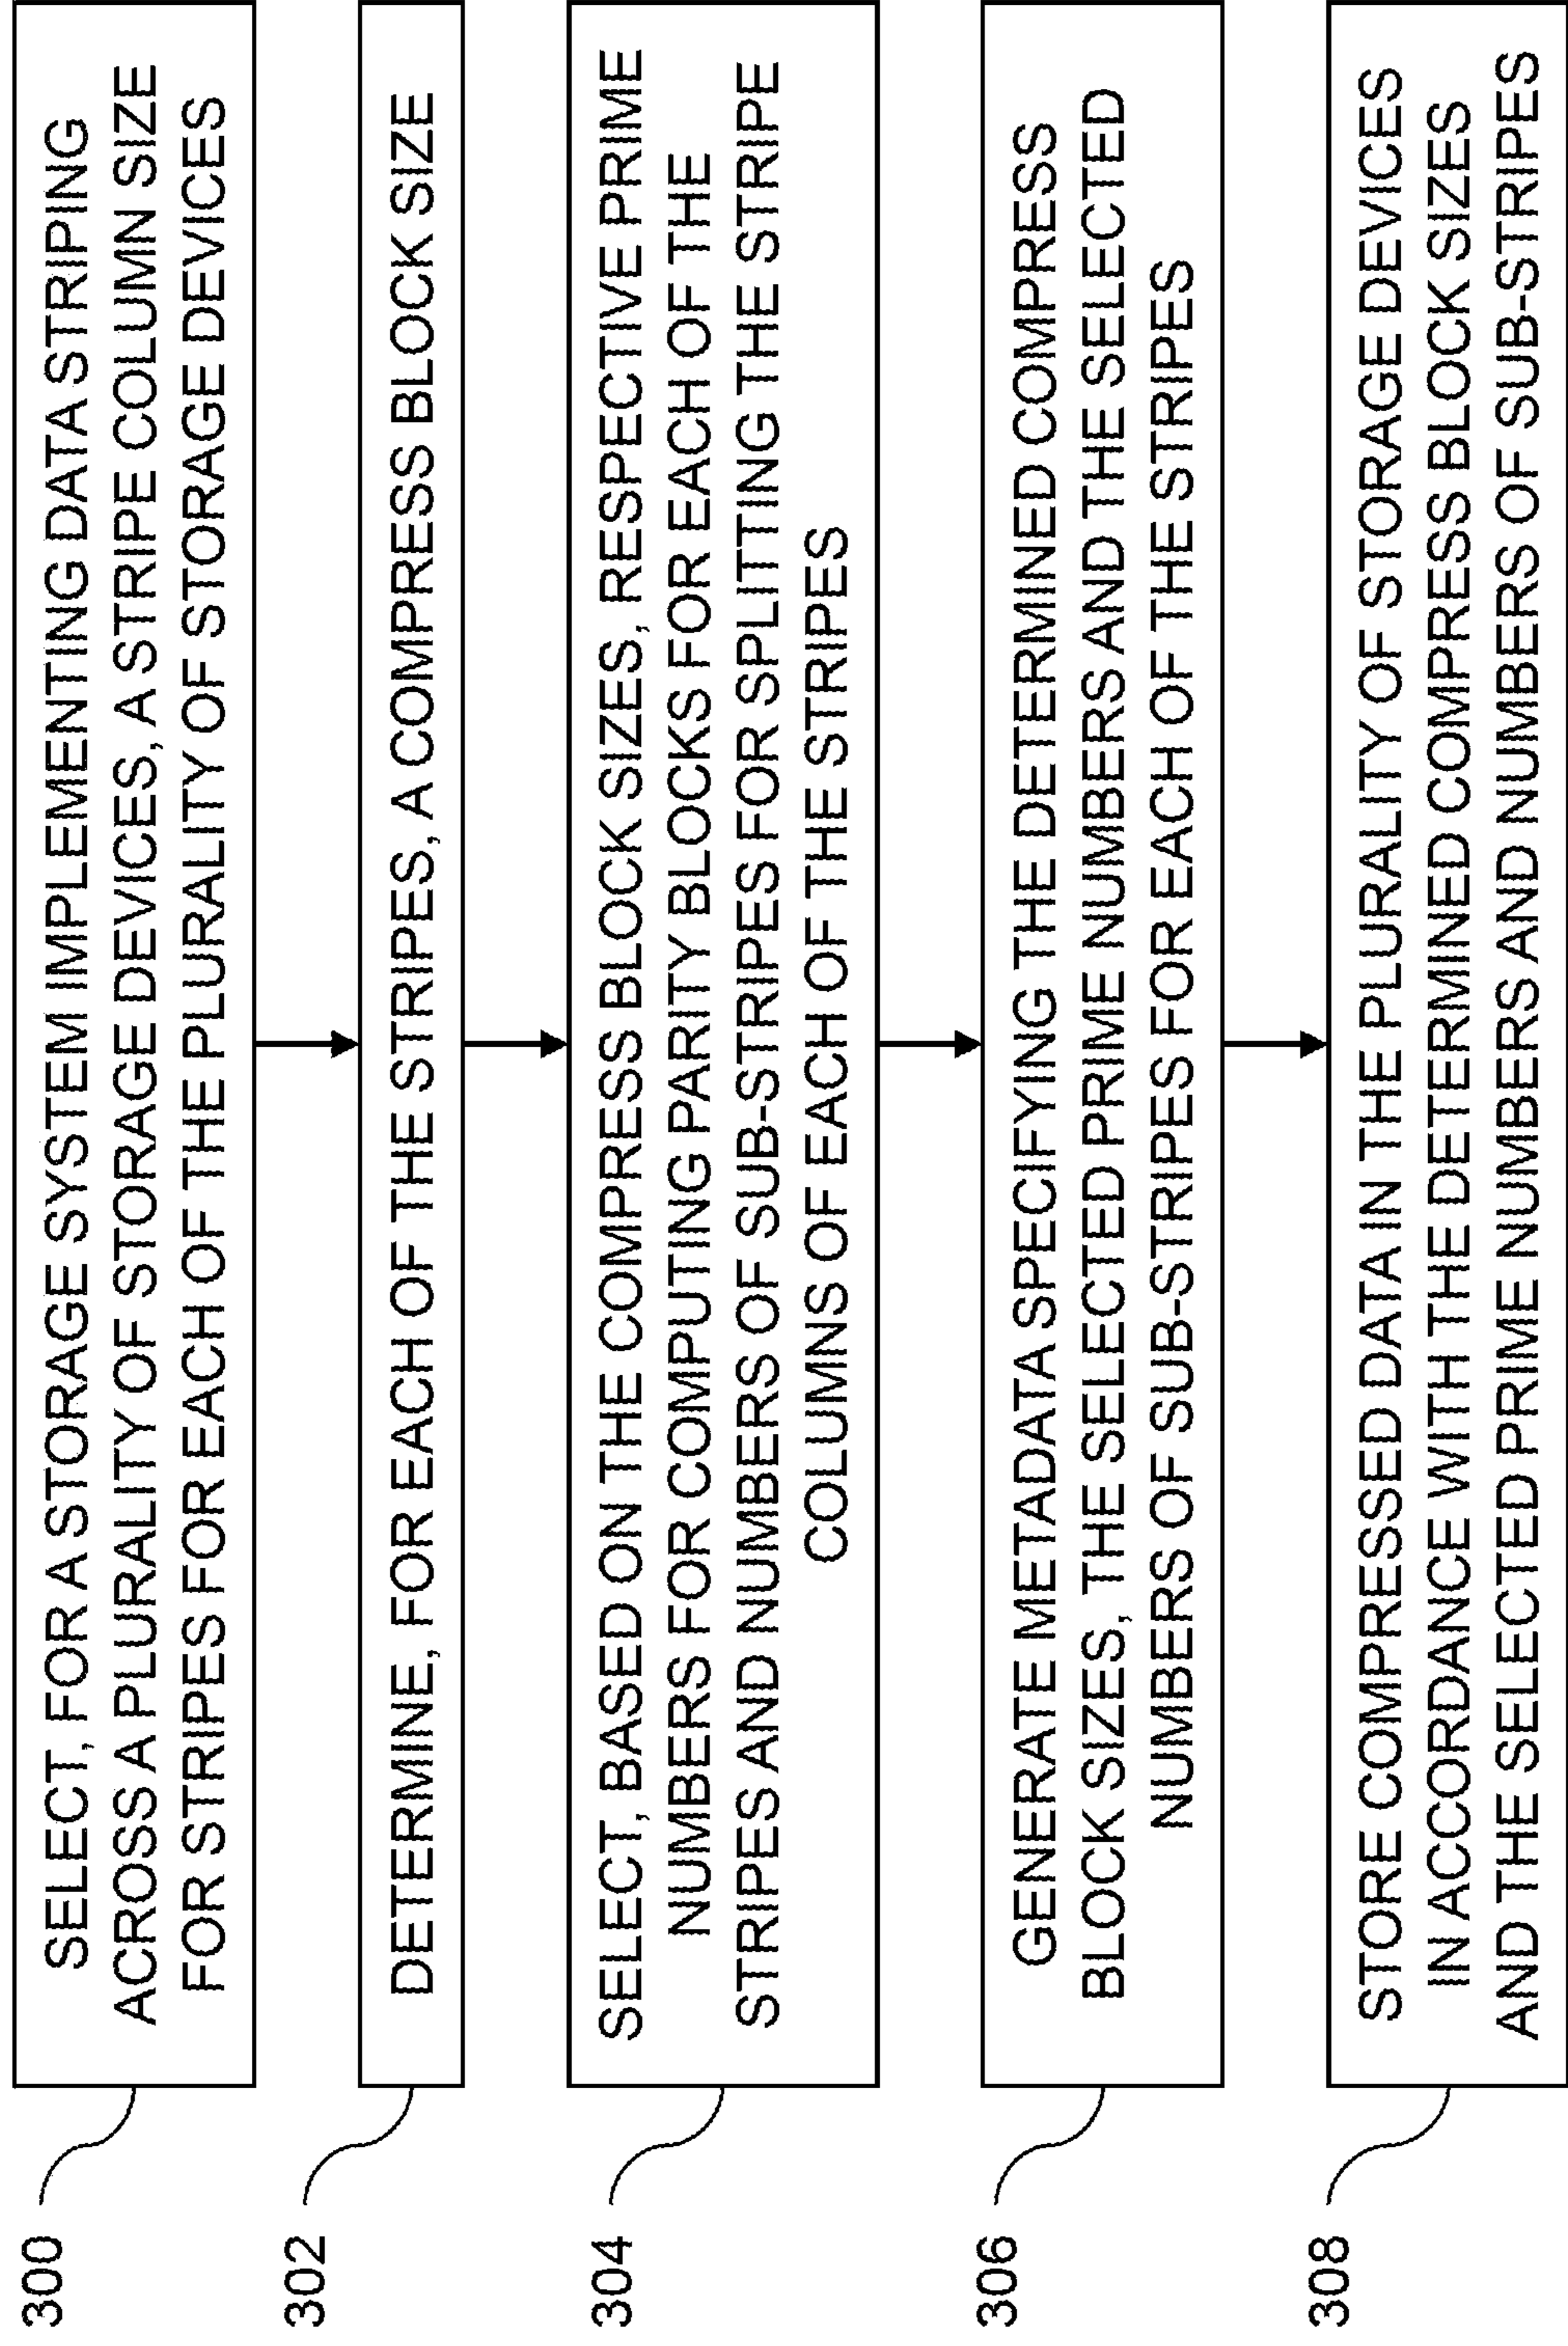 300
SELECT, FOR A STORAGE SYSTEM IMPLEMENTING DATA STRIPING
ACROSS A PLURALITY OF STORAGE DEVICES, A STRIPE COLUMN SIZE
FOR STRIPES FOR EACH OF THE PLURALITY OF STORAGE DEVICES
302
DETERMINE, FOR EACH OF THE STRIPES, A COMPRESS BLOCK SIZE
304
SELECT, BASED ON THE COMPRESS BLOCK SIZES, RESPECTIVE PRIME
NUMBERS FOR COMPUTING PARITY BLOCKS FOR EACH OF THE
STRIPES AND NUMBERS OF SUB-STRIPES FOR SPLITTING THE STRIPE
COLUMNS OF EACH OF THE STRIPES
306
GENERATE METADATA SPECIFYING THE DETERMINED COMPRESS
BLOCK SIZES, THE SELECTED PRIME NUMBERS AND THE SELECTED
NUMBERS OF SUB-STRIPES FOR EACH OF THE STRIPES
308
STORE COMPRESSED DATA IN THE PLURALITY OF STORAGE DEVICES
IN ACCORDANCE WITH THE DETERMINED COMPRESS BLOCK SIZES
AND THE SELECTED PRIME NUMBERS AND NUMBERS OF SUB-STRIPES